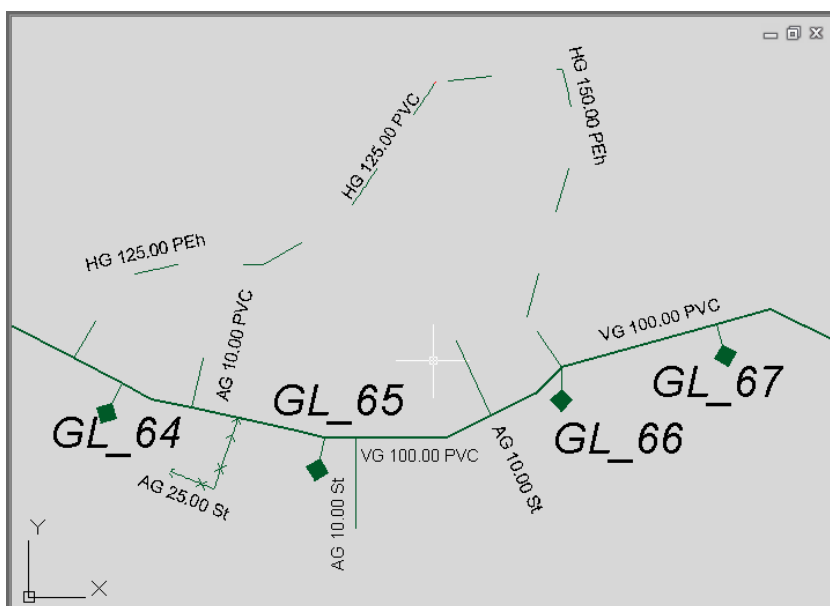 HG 150.00 PEh
HG 125.00 PVC
HG 125.00 PEh
AG 10.00 PVC
VG 100.00 PVC
GL_67
GL_65
GL_64
GL_66
VG 100.00 PVC
AG 10.00 St
AG 25.00 St
AG 10.00 St
Y
X